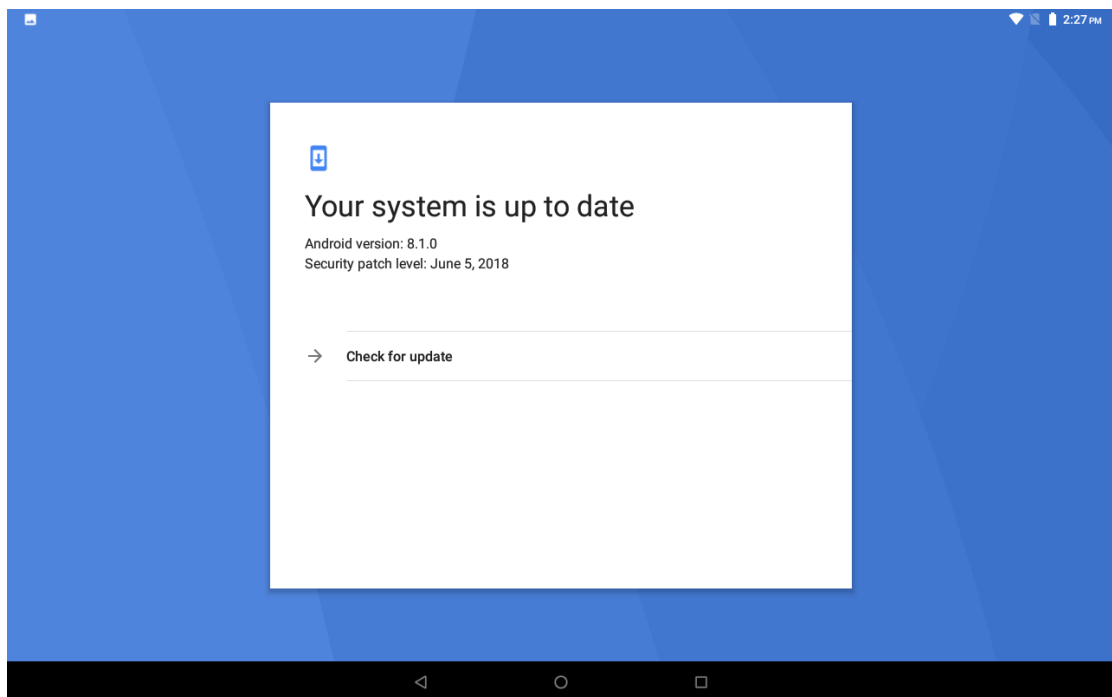 2:27 PM
Your system is up to date
Android version: 8.1.0
Security patch level: June 5, 2018
Check for update